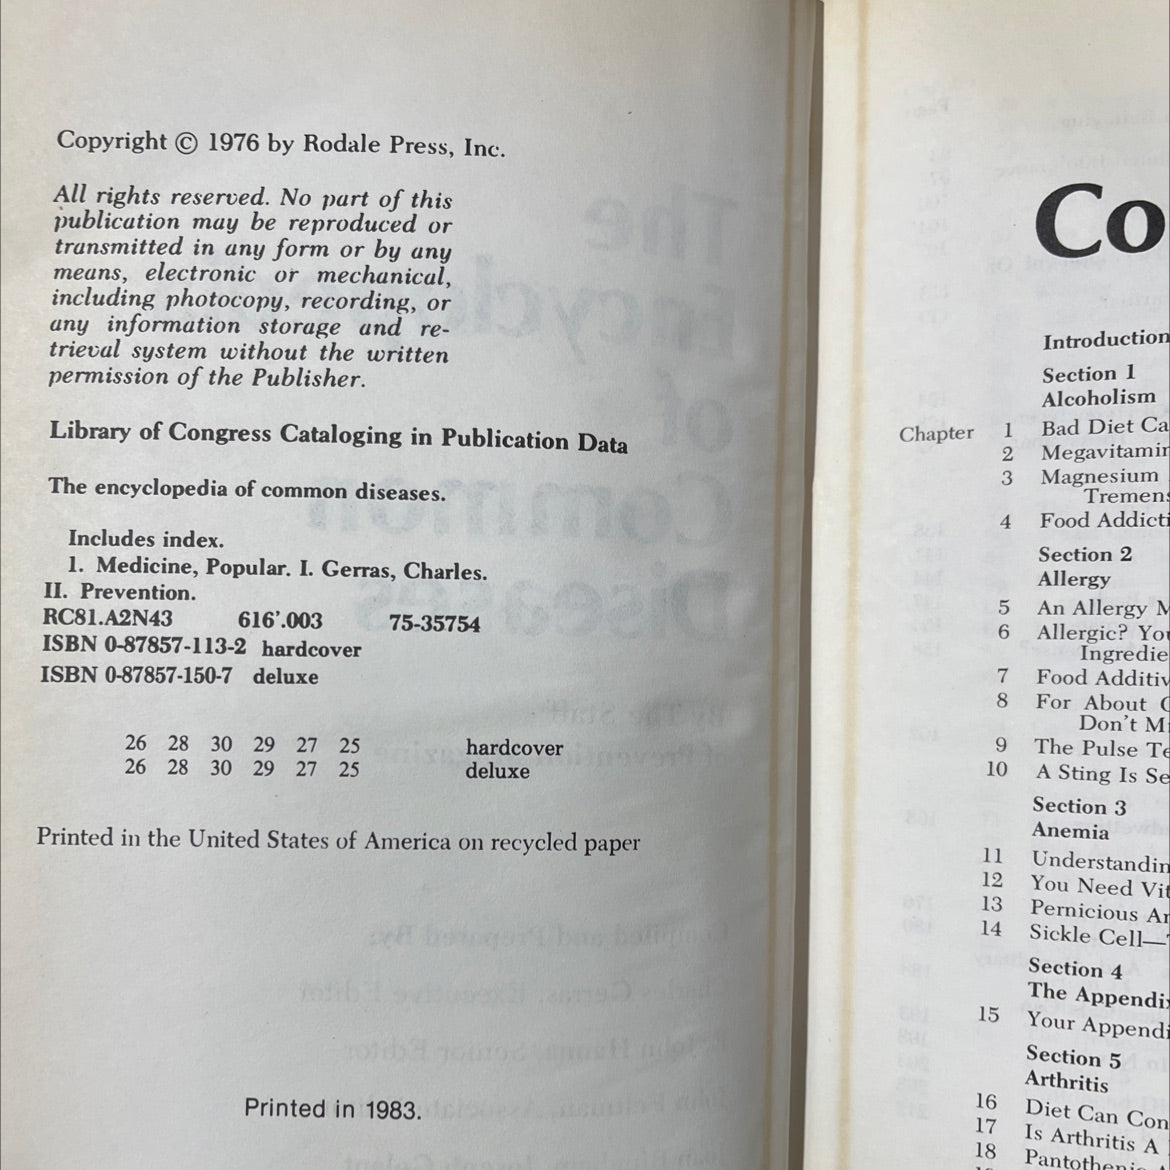 Copyright © 1976 by Rodale Press, Inc.
All rights reserved. No part of this
publication may be reproduced or
transmitted in any form or by any
means, electronic or mechanical,
including photocopy, recording, or
any information storage and re-
trieval system without the written
permission of the Publisher.
Library of Congress Cataloging in Publication Data
The encyclopedia of common diseases.
Includes index.
1. Medicine, Popular. I. Gerras, Charles.
II. Prevention.
RC81.A2N43 616'.003 75-35754
ISBN 0-87857-113-2 hardcover
ISBN 0-87857-150-7 deluxe
26 28 30 29 27 25 hardcover
26 28 30 29 27 25 deluxe
Printed in the United States of America on recycled paper
Printed in 1983.
Co
Introduction
Section 1
Alcoholism
Chapter 1 Bad Diet Ca
2 Megavitamin
3 Magnesium
Tremens
4 Food Addicti
Section 2
Allergy
5 An Allergy M
6 Allergic? You
Ingredie
7 Food Additiv
8 For About
Don't M
9 The Pulse Te
10 A Sting Is Se
Section 3
Anemia
11 Understandin
12 You Need Vit
13 Pernicious An
14 Sickle Cell—
Section 4
The Appendix
15 Your Appendi
Section 5
Arthritis
16 Diet Can Con
17 Is Arthritis A
18 Pantothenic